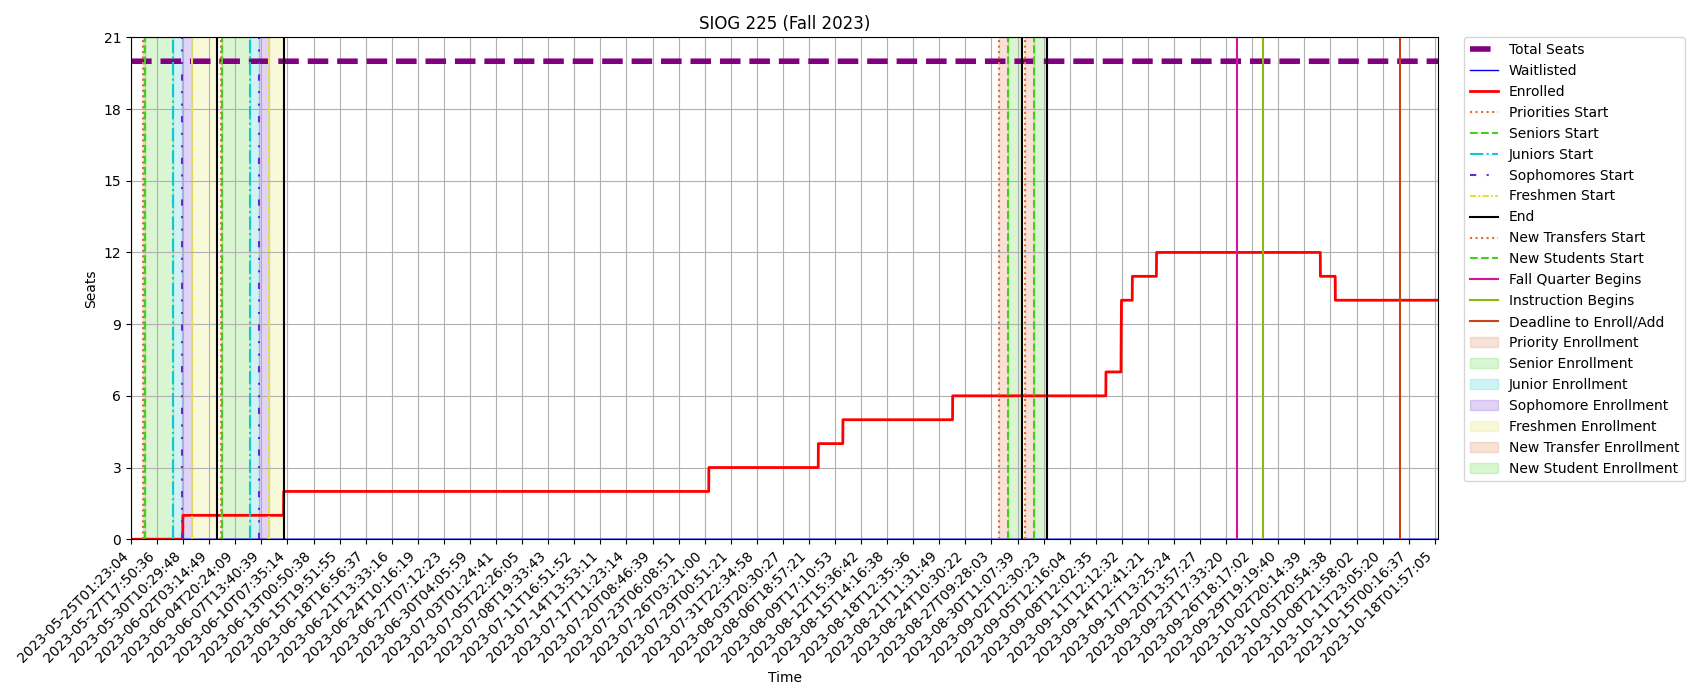 SIOG 225 (Fall 2023)
21
18
15
12
9
6
3
0
Seats
2023-05-25T01:23:04
2023-05-27T17:50:36
2023-05-30T10:29:48
2023-06-02T03:14:49
2023-06-04T20:24:09
2023-06-07T13:40:39
2023-06-10T07:35:14
2023-06-13T00:50:38
2023-06-15T19:51:55
2023-06-18T16:56:37
2023-06-21T13:33:16
2023-06-24T10:16:19
2023-06-27T07:12:23
2023-06-30T04:05:59
2023-07-03T01:24:41
2023-07-05T22:26:05
2023-07-08T19:33:43
2023-07-11T16:51:52
2023-07-14T13:53:11
2023-07-17T11:23:14
2023-07-20T08:46:39
2023-07-23T06:08:51
2023-07-26T03:21:00
2023-07-29T00:51:21
2023-07-31T22:34:58
2023-08-03T20:30:27
2023-08-06T18:57:21
2023-08-09T17:10:53
2023-08-12T15:36:42
2023-08-15T14:16:38
2023-08-18T12:35:36
2023-08-21T11:31:49
2023-08-24T10:30:22
2023-08-27T09:28:03
2023-08-30T11:07:39
2023-09-02T12:30:23
2023-09-05T12:16:04
2023-09-08T12:02:35
2023-09-11T12:12:32
2023-09-14T12:41:21
2023-09-17T13:25:24
2023-09-20T13:57:27
2023-09-23T17:33:20
2023-09-26T18:17:02
2023-09-29T19:19:40
2023-10-02T20:14:39
2023-10-05T20:54:38
2023-10-08T21:58:02
2023-10-11T23:05:20
2023-10-15T00:16:37
2023-10-18T01:57:05
Time
Total Seats
Waitlisted
Enrolled
Priorities Start
Seniors Start
Juniors Start
Sophomores Start
Freshmen Start
End
New Transfers Start
New Students Start
Fall Quarter Begins
Instruction Begins
Deadline to Enroll/Add
Priority Enrollment
Senior Enrollment
Junior Enrollment
Sophomore Enrollment
Freshmen Enrollment
New Transfer Enrollment
New Student Enrollment